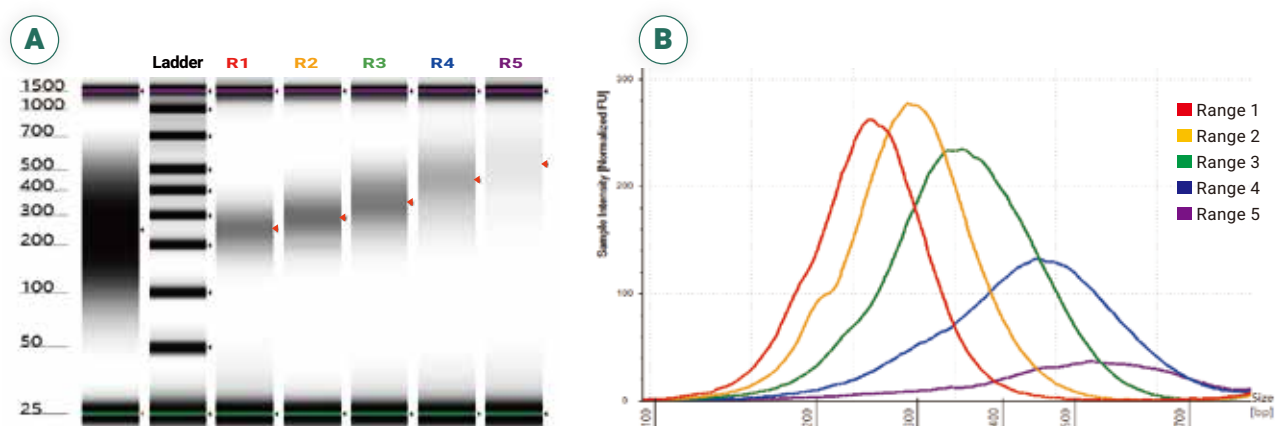 A
Ladder R1 R2 R3 R4 R5
1500
1000
700
500
400
300
200
100
50
25
B
Sample Intensity [Normalized FU]
300
200
100
0
100 200 300 400 500 700
Size
[bp]
Range 1
Range 2
Range 3
Range 4
Range 5